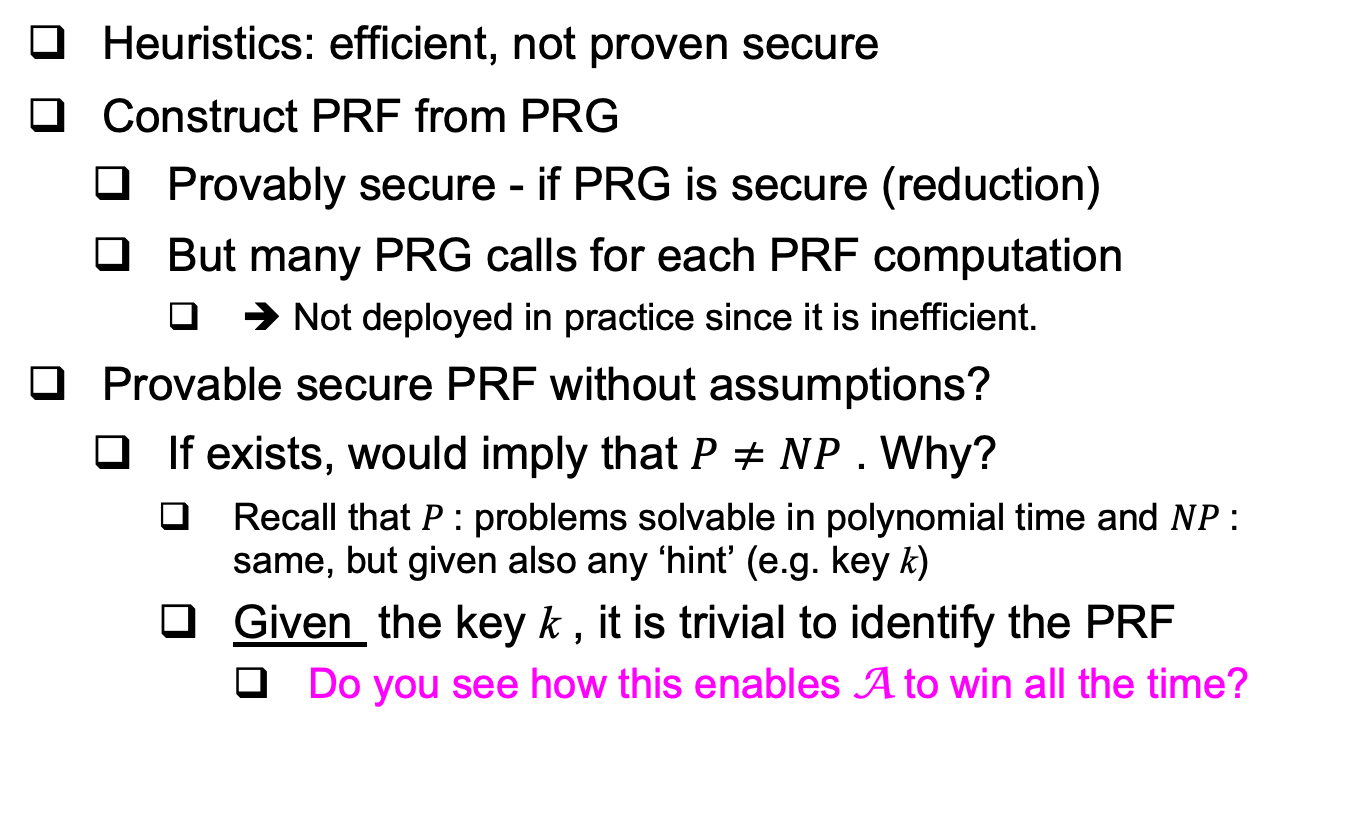 ❑ Heuristics: efficient, not proven secure
❑ Construct PRF from PRG
❑ Provably secure - if PRG is secure (reduction)
❑ But many PRG calls for each PRF computation
❑ ➔ Not deployed in practice since it is inefficient.
❑ Provable secure PRF without assumptions?
❑ If exists, would imply that P ≠ NP . Why?
❑ Recall that P : problems solvable in polynomial time and NP :
same, but given also any ‘hint’ (e.g. key k)
❑ Given the key k , it is trivial to identify the PRF
❑ Do you see how this enables 𝒜 to win all the time?